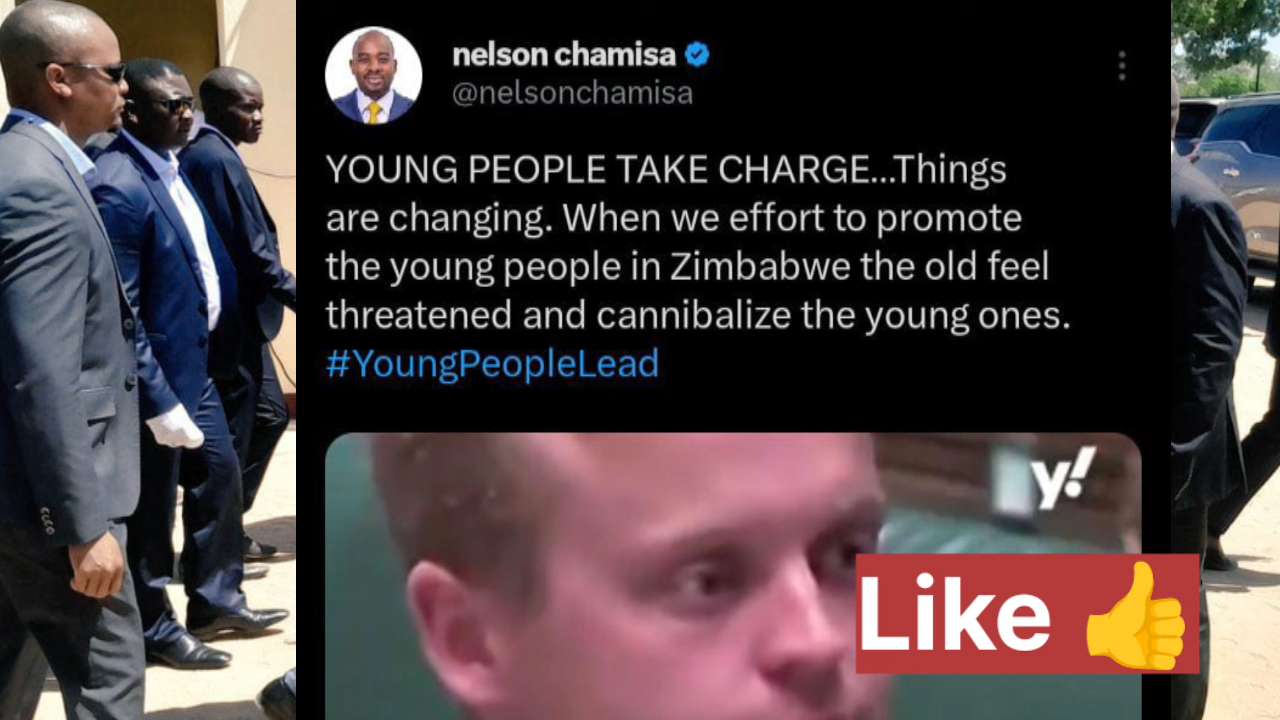 nelson chamisa
@nelsonchamisa
YOUNG PEOPLE TAKE CHARGE...Things
are changing. When we effort to promote
the young people in Zimbabwe the old feel
threatened and cannibalize the young ones.
#YoungPeopleLead
y!
Like 👍